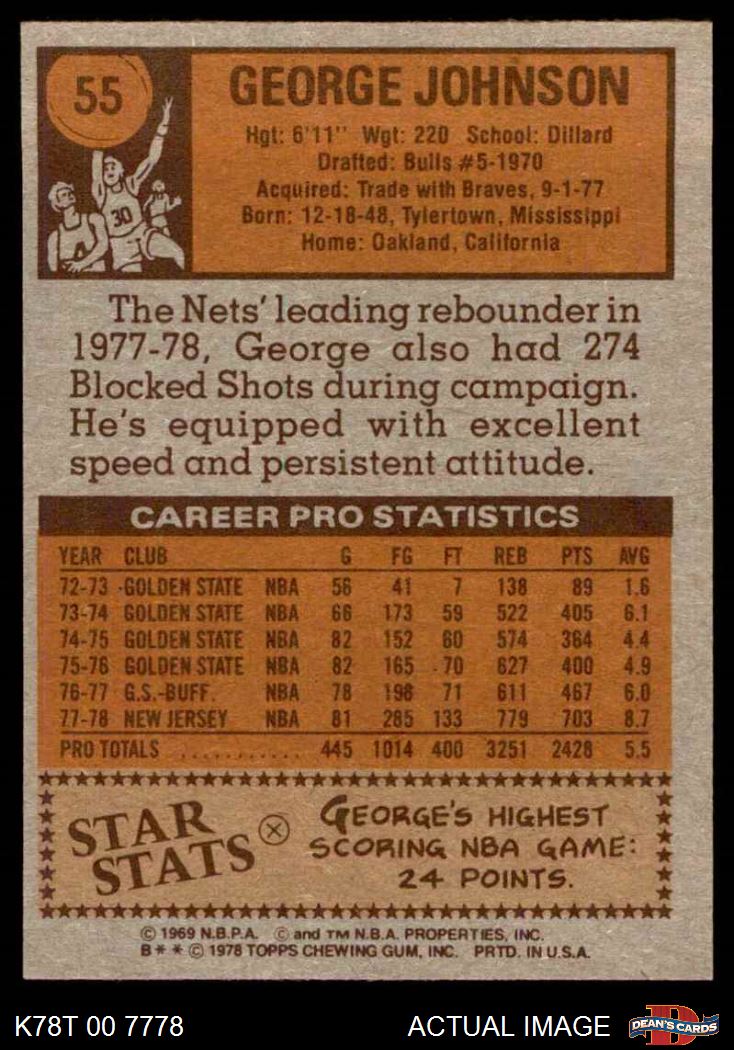 55
GEORGE JOHNSON
Hgt: 6'11" Wgt: 220 School: Dillard
Drafted: Bulls #5-1970
Acquired: Trade with Braves, 9-1-77
Born: 12-18-48, Tylertown, Mississippi
Home: Oakland, California
30
The Nets' leading rebounder in
1977-78, George also had 274
Blocked Shots during campaign.
He's equipped with excellent
speed and persistent attitude.
CAREER PRO STATISTICS
YEAR CLUB G FG FT REB PTS AVG
72-73 GOLDEN STATE NBA 56 41 7 138 89 1.6
73-74 GOLDEN STATE NBA 66 173 59 522 405 6.1
74-75 GOLDEN STATE NBA 82 152 60 574 364 4.4
75-76 GOLDEN STATE NBA 82 165 70 627 400 4.9
76-77 G.S.-BUFF. NBA 78 198 71 611 467 6.0
77-78 NEW JERSEY NBA 81 285 133 779 703 8.7
PRO TOTALS ........... 445 1014 400 3251 2428 5.5
STAR
STATS
GEORGE'S HIGHEST
SCORING NBA GAME:
24 POINTS.
© 1969 N.B.P.A. © and TM N.B.A. PROPERTIES, INC.
B * * © 1978 TOPPS CHEWING GUM, INC. PRTD. IN U.S.A.
K78T 00 7778 ACTUAL IMAGE DEAN'S CARDS